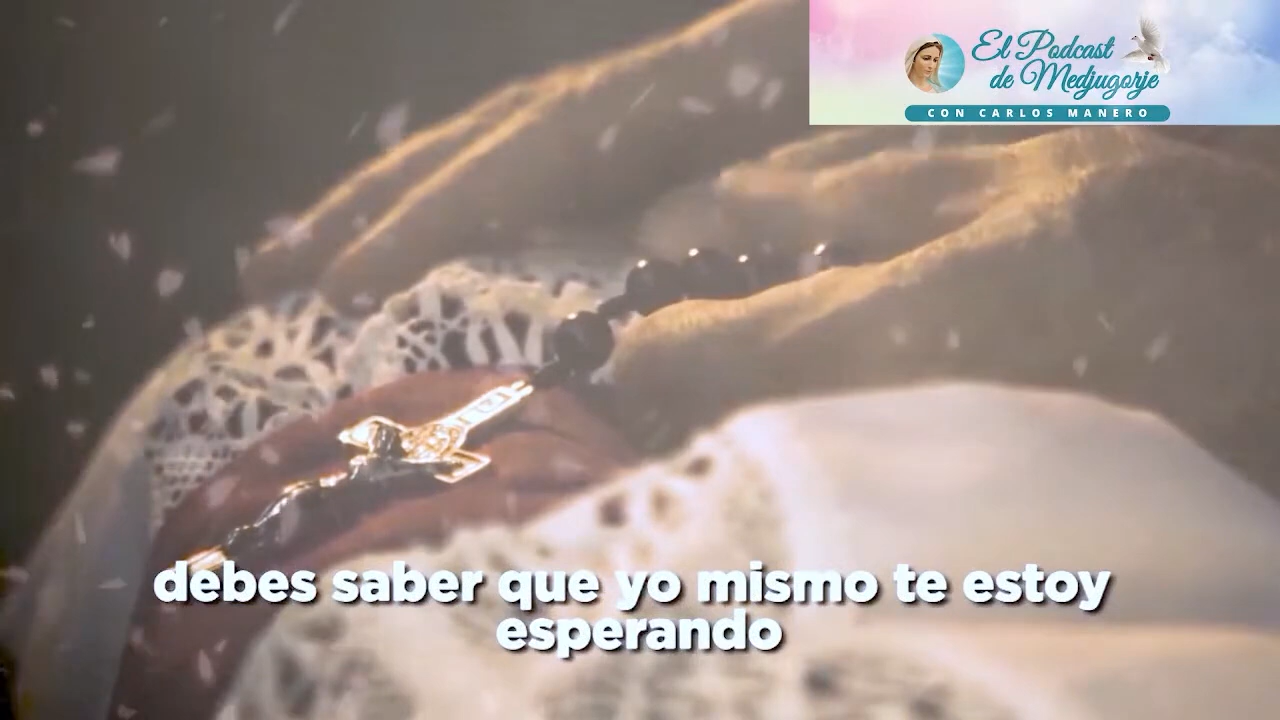 El Podcast
de Medjugorje
CON CARLOS MANERO
debes saber que yo mismo te estoy
esperando